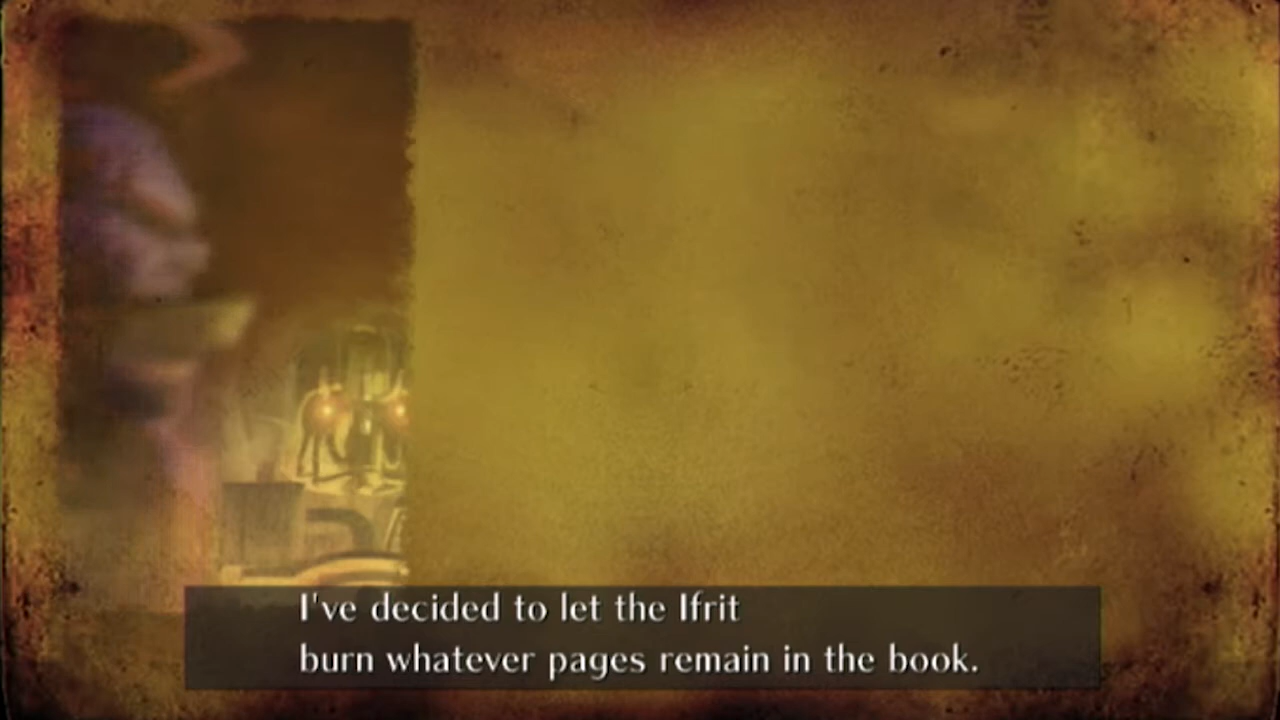 I've decided to let the Ifrit
burn whatever pages remain in the book.